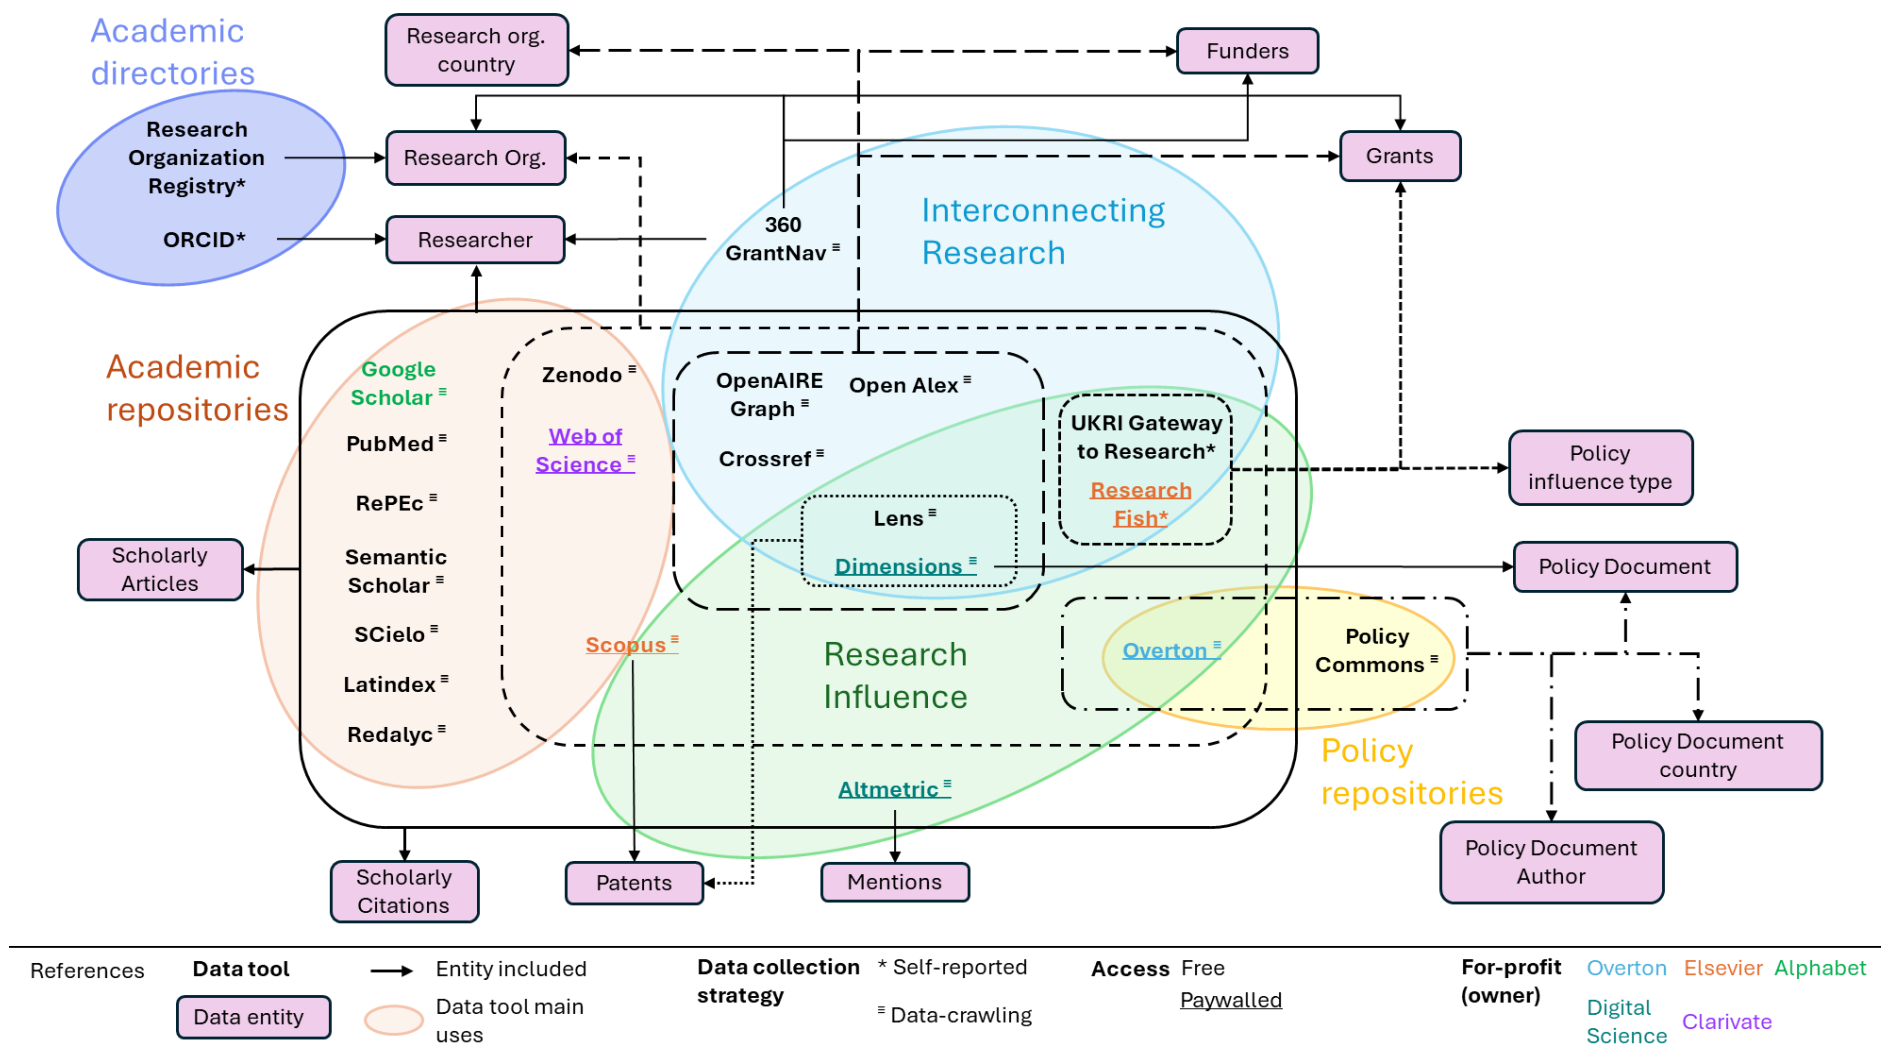 Academic
directories
Research org.
country
Funders
Research
Organization
Registry*
Research Org.
Grants
ORCID*
Researcher
360
GrantNav ≡
Interconnecting
Research
Academic
repositories
Google
Scholar ≡
PubMed ≡
RePEc ≡
Semantic
Scholar ≡
SCielo ≡
Latindex ≡
Redalyc ≡
Zenodo ≡
Web of
Science ≡
Scopus ≡
OpenAIRE
Graph ≡
Open Alex ≡
Crossref ≡
Lens ≡
Dimensions ≡
UKRI Gateway
to Research*
Research
Fish*
Policy
influence type
Scholarly
Articles
Policy Document
Research
Influence
Overton ≡
Policy
Commons ≡
Policy
repositories
Policy Document
country
Altmetric ≡
Policy Document
Author
Scholarly
Citations
Patents
Mentions
References
Data tool
Data entity
Entity included
Data tool main
uses
Data collection
strategy
* Self-reported
≡ Data-crawling
Access
Free
Paywalled
For-profit
(owner)
Overton
Elsevier
Alphabet
Digital
Science
Clarivate